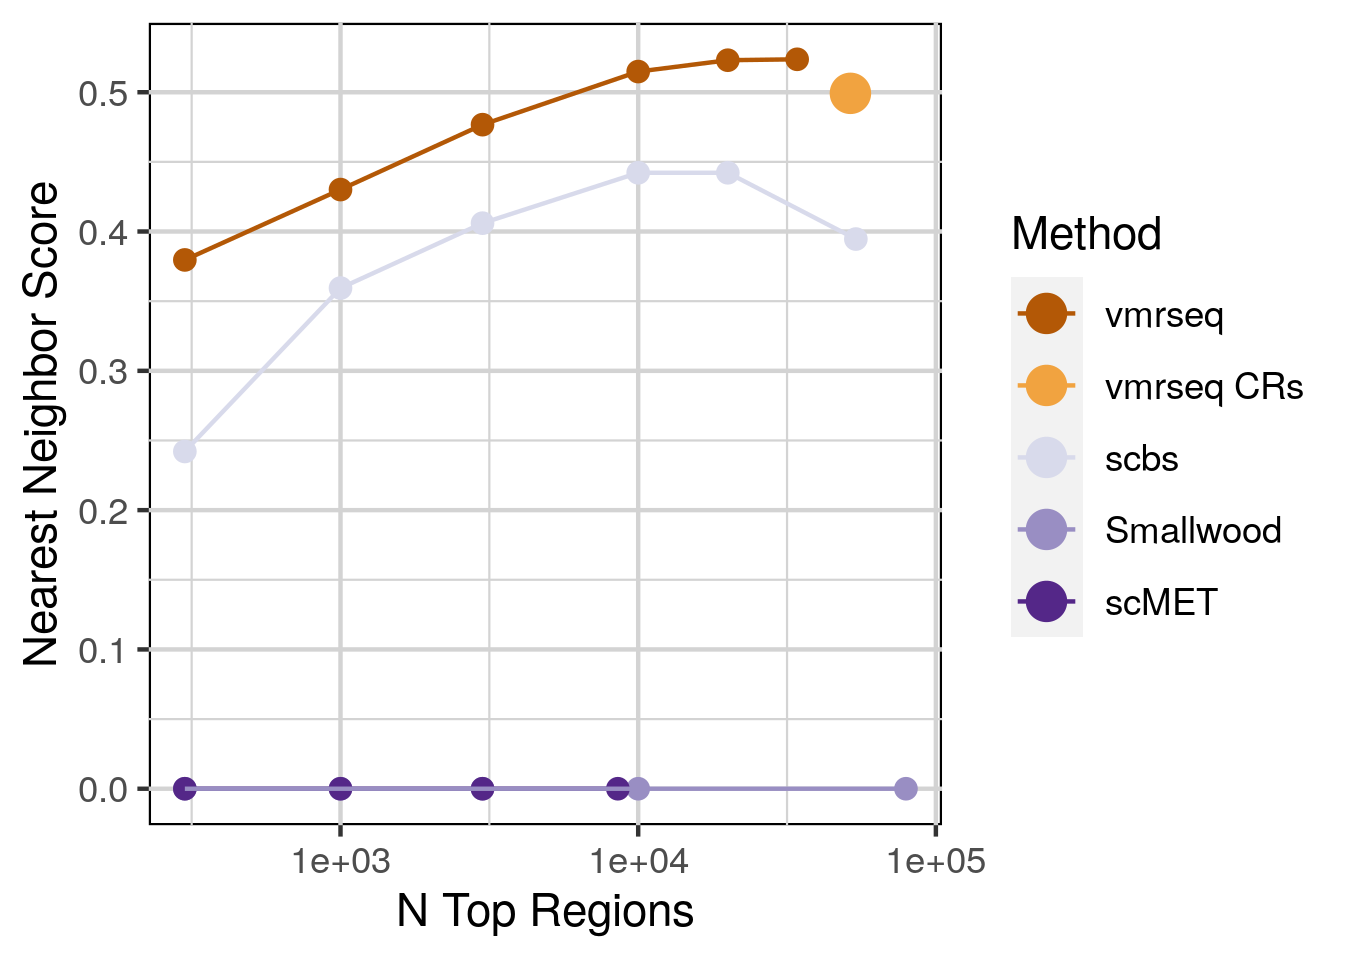 Nearest Neighbor Score
0.5
0.4
0.3
0.2
0.1
0.0
1e+03 1e+04 1e+05
N Top Regions
Method
vmrseq
vmrseq CRs
scbs
Smallwood
scMET